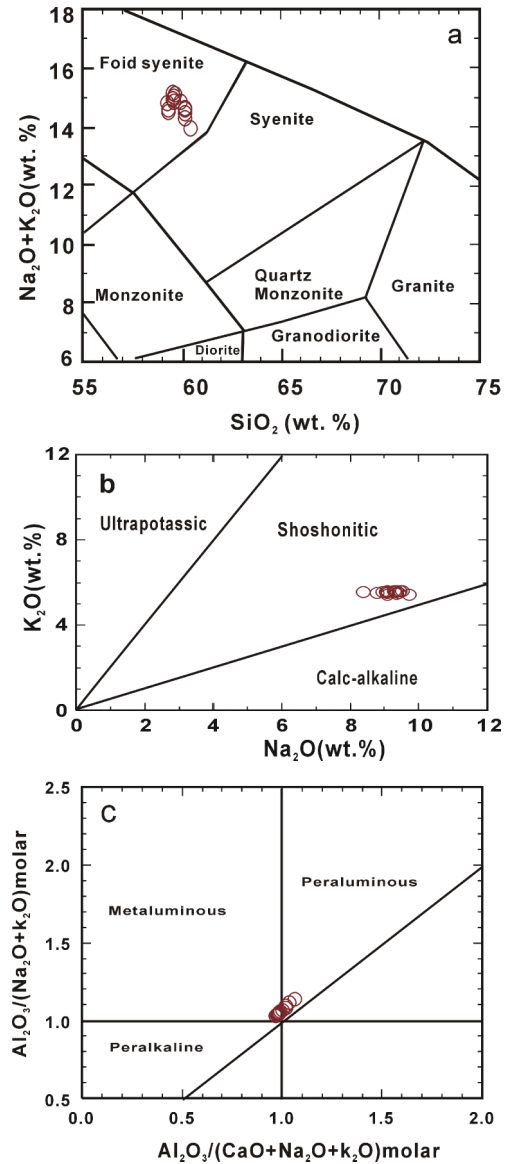 a
18
16
14
12
10
8
6
Na₂O+K₂O(wt. %)
Foid syenite
Syenite
Monzonite
Quartz
Monzonite
Granite
Diorite
Granodiorite
55
60
65
70
75
SiO₂ (wt. %)
b
12
8
4
0
K₂O(wt.%)
Ultrapotassic
Shoshonitic
Calc-alkaline
0
2
4
6
8
10
12
Na₂O(wt.%)
C
2.5
2.0
1.5
1.0
0.5
Al₂O₃/(Na₂O+k₂O)molar
Peraluminous
Metaluminous
Peralkaline
0.0
0.5
1.0
1.5
2.0
Al₂O₃/(CaO+Na₂O+k₂O)molar